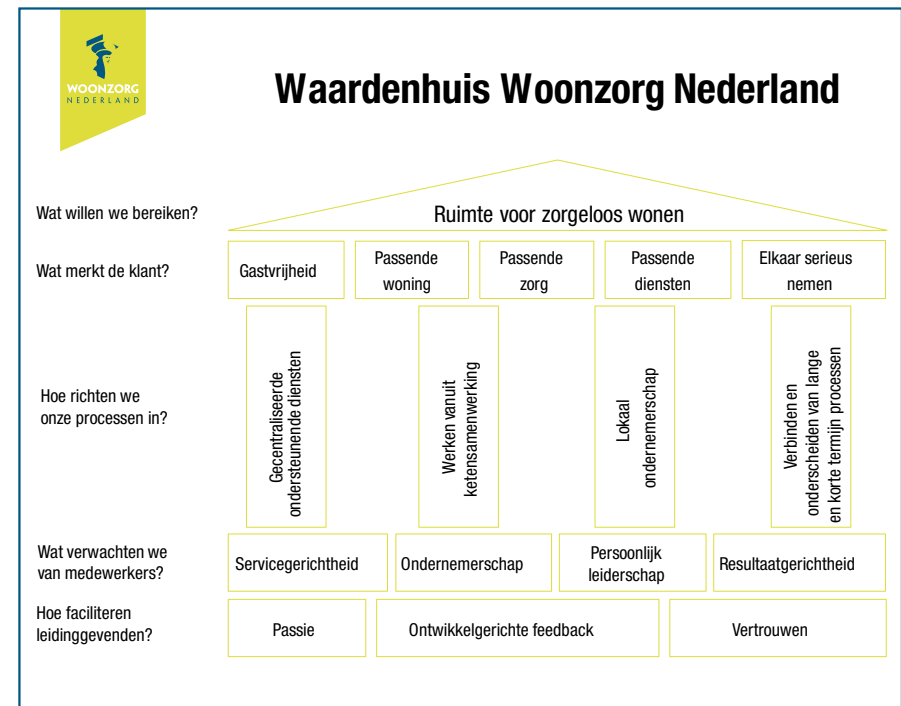 WOONZORG
NEDERLAND
Waardenhuis Woonzorg Nederland
Wat willen we bereiken?
Ruimte voor zorgeloos wonen
Wat merkt de klant?
Gastvrijheid
Passende
woning
Passende
zorg
Passende
diensten
Elkaar serieus
nemen
Hoe richten we
onze processen in?
Gecentraliseerde
ondersteunende diensten
Werken vanuit
ketensamenwerking
Lokaal
ondernemerschap
Verbinden en
onderscheiden van lange
en korte termijn processen
Wat verwachten we
van medewerkers?
Servicegerichtheid
Ondernemerschap
Persoonlijk
leiderschap
Resultaatgerichtheid
Hoe faciliteren
leidinggevenden?
Passie
Ontwikkelgerichte feedback
Vertrouwen